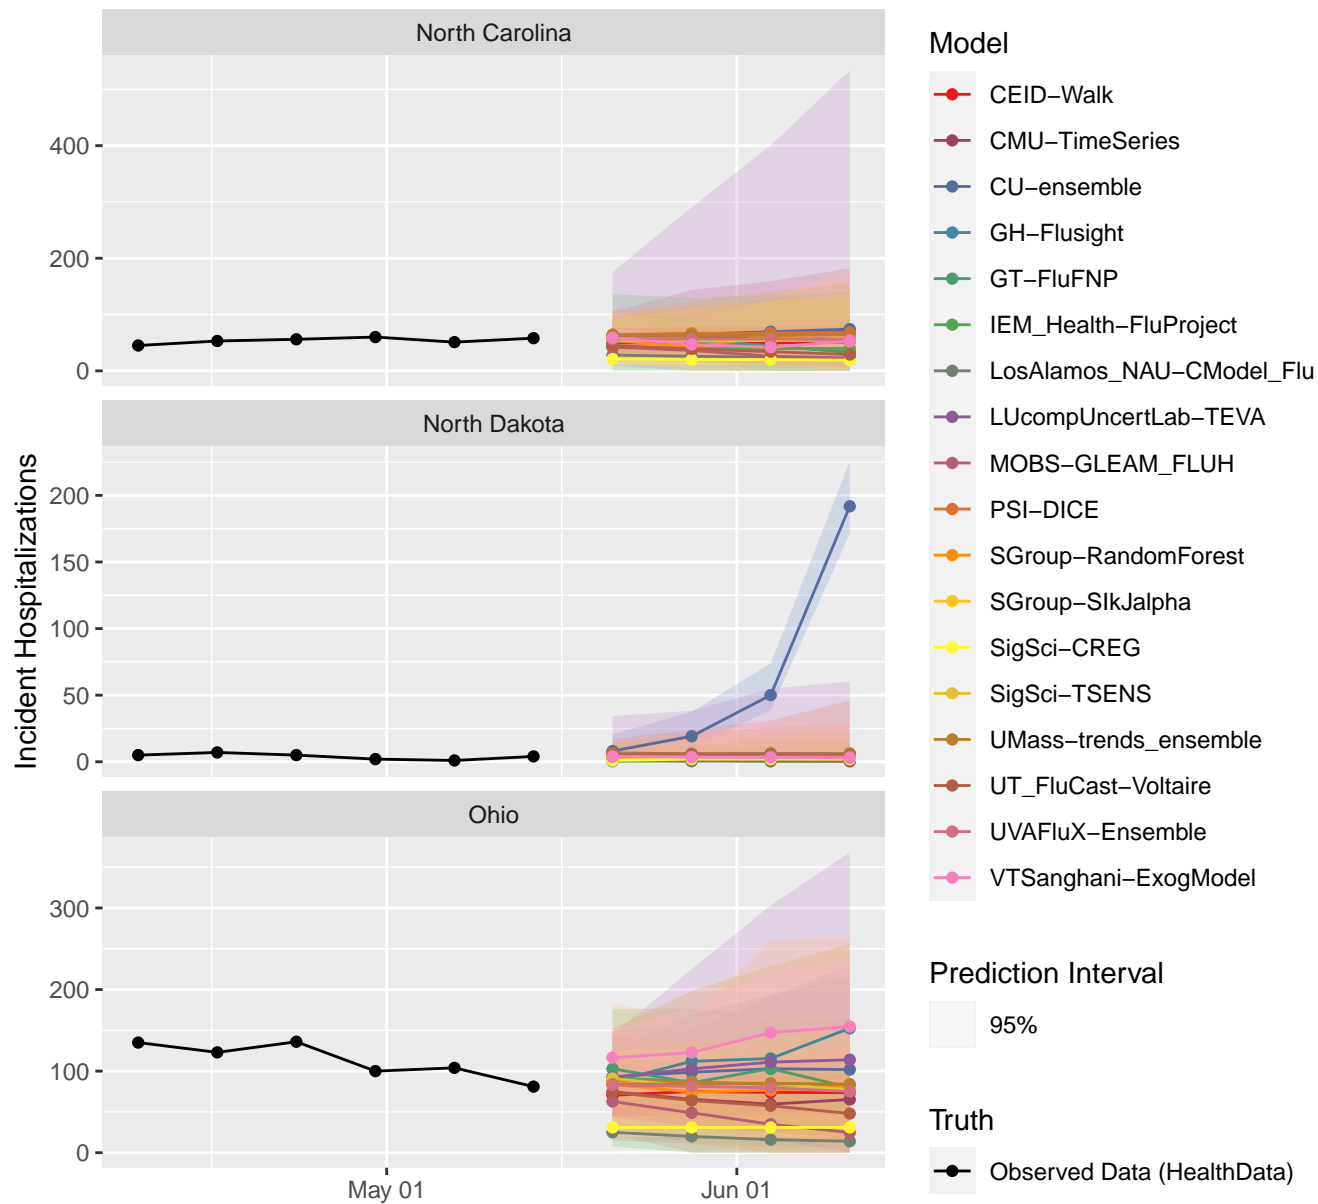 North Carolina
400
200
0
North Dakota
200
150
100
50
0
Ohio
300
200
100
0
May 01
Jun 01
Incident Hospitalizations
Model
CEID−Walk
CMU−TimeSeries
CU−ensemble
GH−Flusight
GT−FluFNP
IEM_Health−FluProject
LosAlamos_NAU−CModel_Flu
LUcompUncertLab−TEVA
MOBS−GLEAM_FLUH
PSI−DICE
SGroup−RandomForest
SGroup−SIkJalpha
SigSci−CREG
SigSci−TSENS
UMass−trends_ensemble
UT_FluCast−Voltaire
UVAFluX−Ensemble
VTSanghani−ExogModel
Prediction Interval
95%
Truth
Observed Data (HealthData)